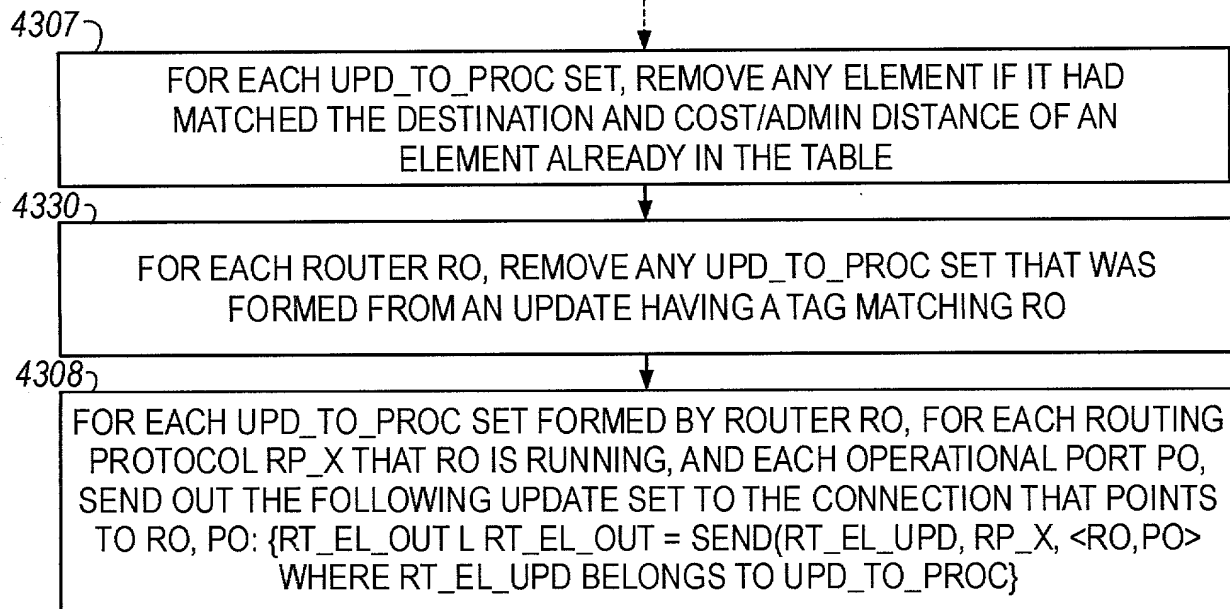 4307
FOR EACH UPD_TO_PROC SET, REMOVE ANY ELEMENT IF IT HAD
MATCHED THE DESTINATION AND COST/ADMIN DISTANCE OF AN
ELEMENT ALREADY IN THE TABLE
4330
FOR EACH ROUTER RO, REMOVE ANY UPD_TO_PROC SET THAT WAS
FORMED FROM AN UPDATE HAVING A TAG MATCHING RO
4308
FOR EACH UPD_TO_PROC SET FORMED BY ROUTER RO, FOR EACH ROUTING
PROTOCOL RP_X THAT RO IS RUNNING, AND EACH OPERATIONAL PORT PO,
SEND OUT THE FOLLOWING UPDATE SET TO THE CONNECTION THAT POINTS
TO RO, PO: {RT_EL_OUT L RT_EL_OUT = SEND(RT_EL_UPD, RP_X, <RO,PO>
WHERE RT_EL_UPD BELONGS TO UPD_TO_PROC}